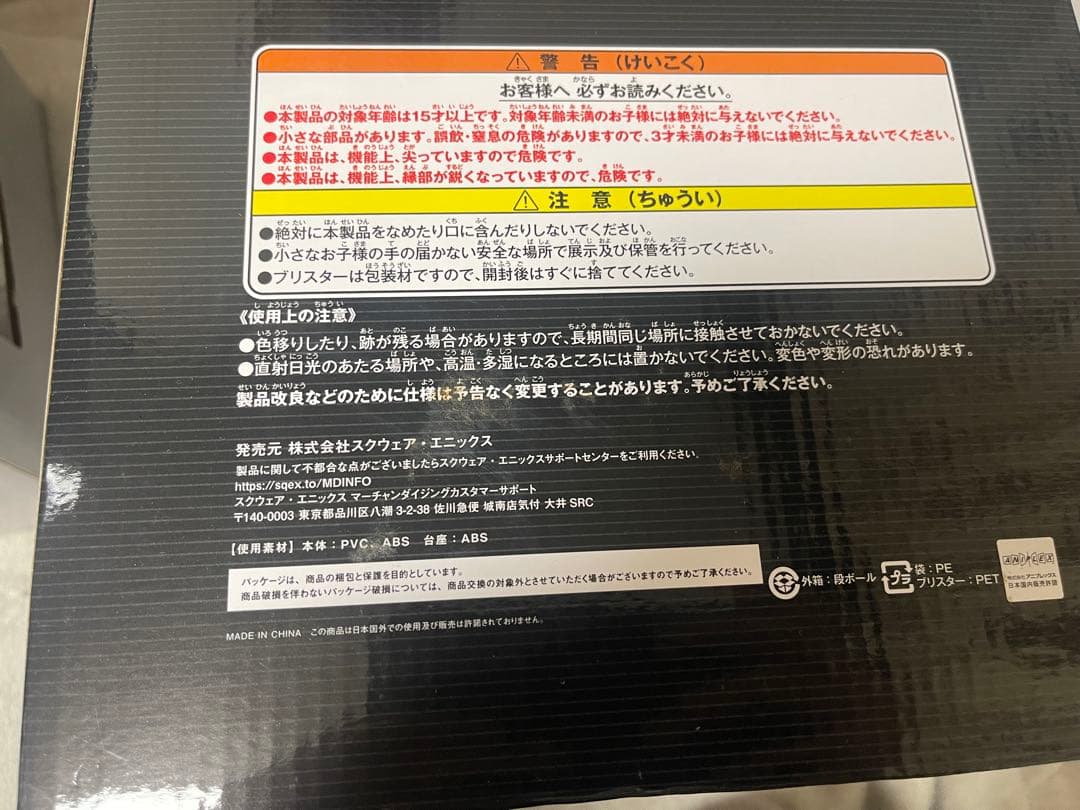 ⚠ 警 告 (けいこく)
お客様へ 必ずお読みください。
●本製品の対象年齢は15才以上です。対象年齢未満のお子様には絶対に与えないでください。
●小さな部品があります。誤飲・窒息の危険がありますので、3才未満のお子様には絶対に与えないでください。
●本製品は、機能上、尖っていますので危険です。
●本製品は、機能上、縁部が鋭くなっていますので、危険です。
⚠ 注 意 (ちゅうい)
●絶対に本製品をなめたり口に含んだりしないでください。
●小さなお子様の手の届かない安全な場所で展示及び保管を行ってください。
●ブリスターは包装材ですので、開封後はすぐに捨ててください。
《使用上の注意》
●色移りしたり、跡が残る場合がありますので、長期間同じ場所に接触させておかないでください。
●直射日光のあたる場所や、高温・多湿になるところには置かないでください。変色や変形の恐れがあります。
製品改良などのために仕様は予告なく変更することがあります。予めご了承ください。
発売元 株式会社スクウェア・エニックス
製品に関して不都合な点がございましたらスクウェア・エニックスサポートセンターをご利用ください。
https://sqex.to/MDINFO
スクウェア・エニックス マーチャンダイジングカスタマーサポート
〒140-0003 東京都品川区八潮 3-2-38 佐川急便 城南店気付 大井 SRC
【使用素材】本体：PVC、ABS 台座：ABS
パッケージは、商品の梱包と保護を目的としています。
商品破損を伴わないパッケージ破損については、商品交換の対象外とさせていただく場合がございますので予めご了承ください。
外箱：段ボール
プラ
袋：PE
ブリスター：PET
ANIPLEX
株式会社アニプレックス
日本国内販売許諾
MADE IN CHINA この商品は日本国外での使用及び販売は許諾されておりません。